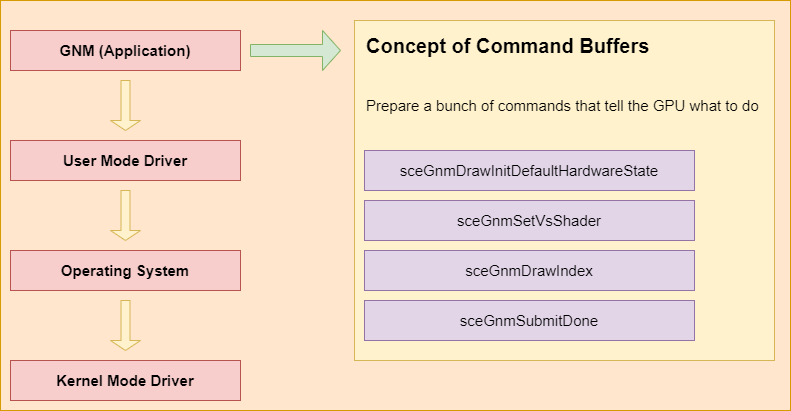 GNM (Application)
User Mode Driver
Operating System
Kernel Mode Driver
Concept of Command Buffers
Prepare a bunch of commands that tell the GPU what to do
sceGnmDrawInitDefaultHardwareState
sceGnmSetVsShader
sceGnmDrawIndex
sceGnmSubmitDone